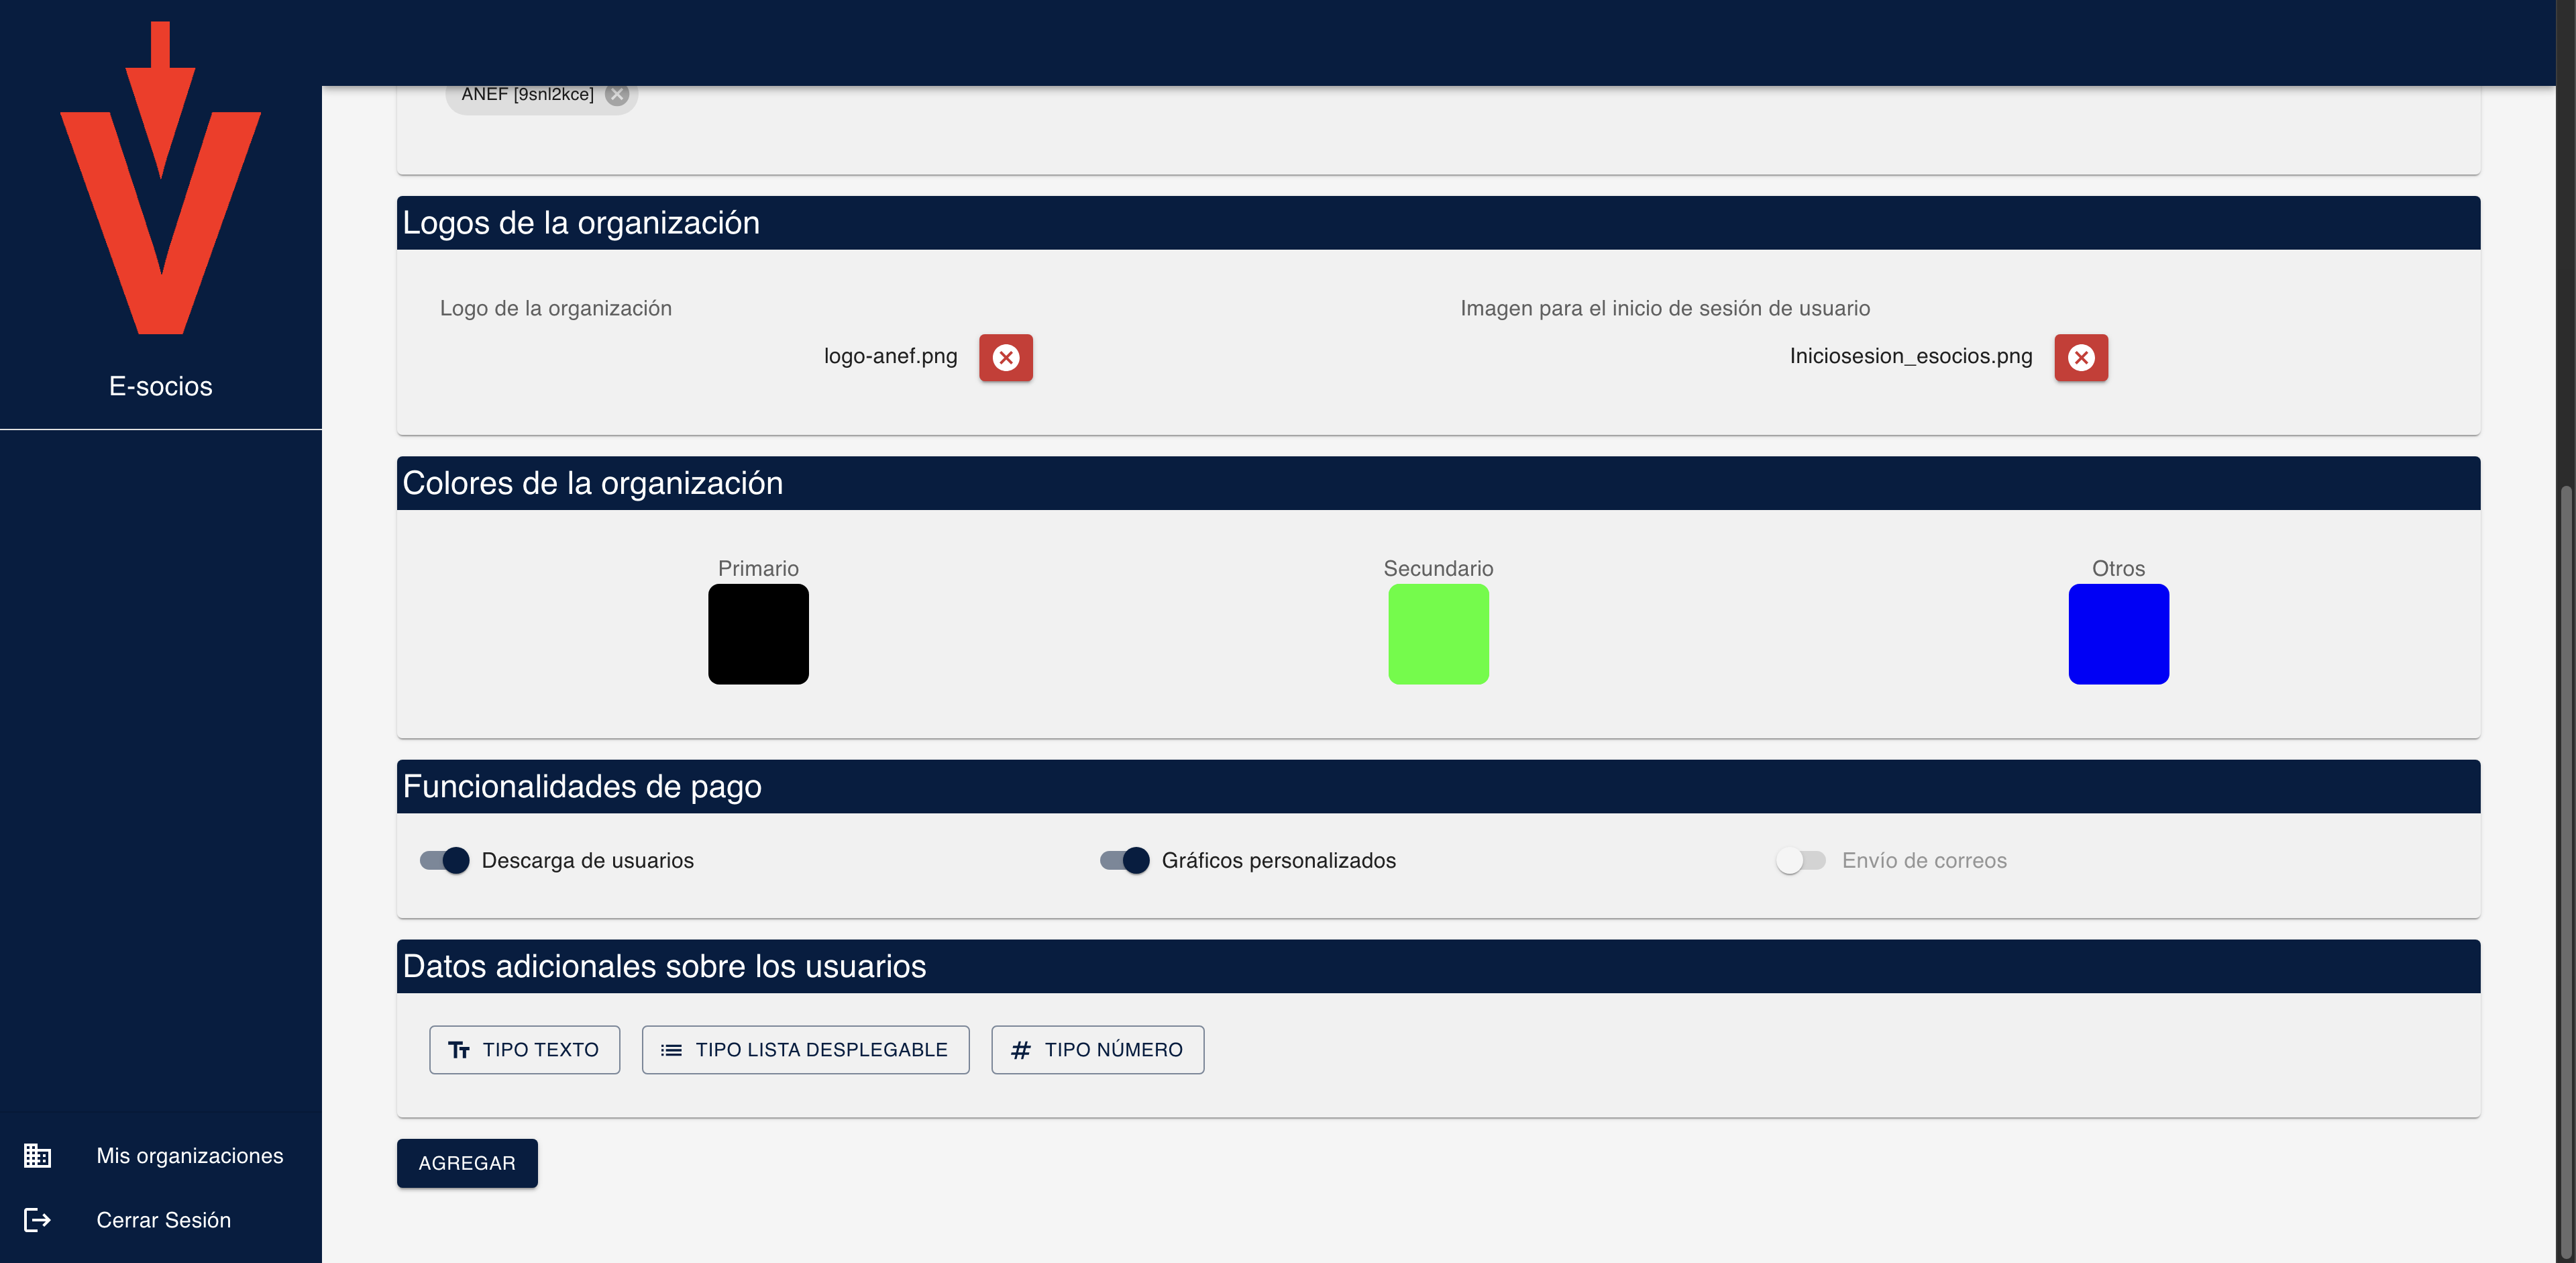 E-socios
Mis organizaciones
Cerrar Sesión
ANEF [9snl2kce]
Logos de la organización
Logo de la organización
logo-anef.png
Imagen para el inicio de sesión de usuario
Iniciosesion_esocios.png
Colores de la organización
Primario
Secundario
Otros
Funcionalidades de pago
Descarga de usuarios
Gráficos personalizados
Envío de correos
Datos adicionales sobre los usuarios
TIPO TEXTO
TIPO LISTA DESPLEGABLE
# TIPO NÚMERO
AGREGAR